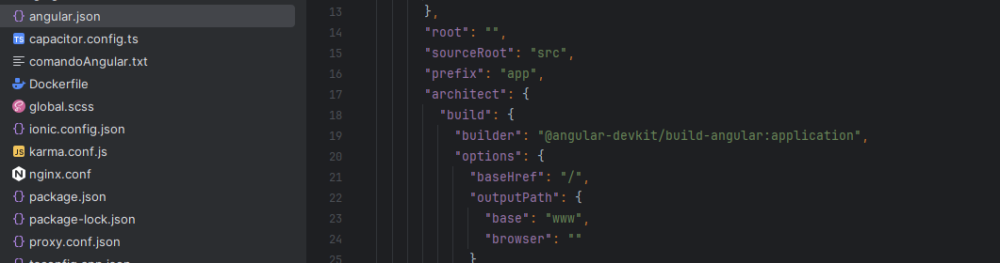 angular.json
capacitor.config.ts
comandoAngular.txt
Dockerfile
global.scss
ionic.config.json
karma.conf.js
nginx.conf
package.json
package-lock.json
proxy.conf.json
13 },
14 "root": "",
15 "sourceRoot": "src",
16 "prefix": "app",
17 "architect": {
18 "build": {
19 "builder": "@angular-devkit/build-angular:application",
20 "options": {
21 "baseHref": "/",
22 "outputPath": {
23 "base": "www",
24 "browser": ""
25 }